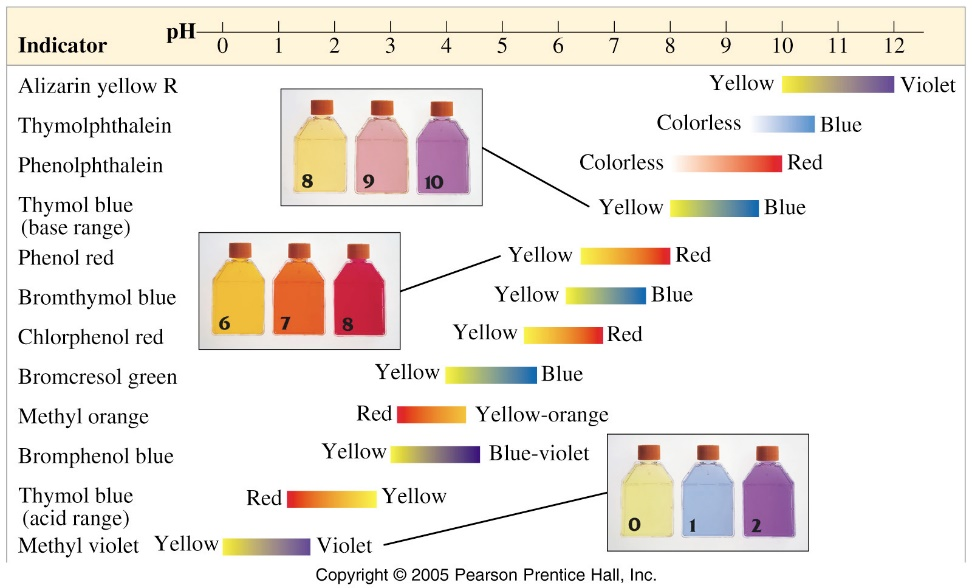 Indicator pH 0 1 2 3 4 5 6 7 8 9 10 11 12
Alizarin yellow R Yellow Violet
Thymolphthalein Colorless Blue
Phenolphthalein Colorless Red
8 9 10
Thymol blue Yellow Blue
(base range)
Phenol red Yellow Red
Bromthymol blue Yellow Blue
6 7 8
Chlorphenol red Yellow Red
Bromcresol green Yellow Blue
Methyl orange Red Yellow-orange
Bromphenol blue Yellow Blue-violet
Thymol blue Red Yellow
(acid range)
0 1 2
Methyl violet Yellow Violet
Copyright © 2005 Pearson Prentice Hall, Inc.